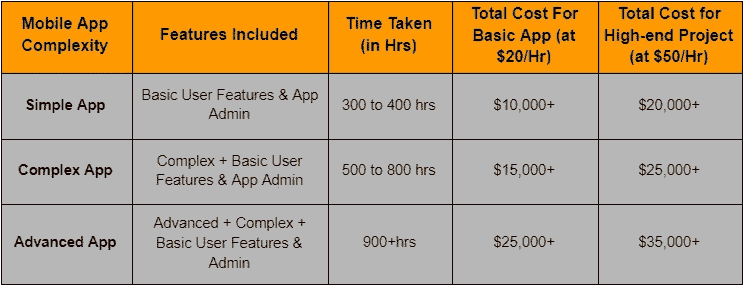 Mobile App
Complexity
Features Included
Time Taken
(in Hrs)
Total Cost For
Basic App (at
$20/Hr)
Total Cost for
High-end Project
(at $50/Hr)
Simple App
Basic User Features & App
Admin
300 to 400 hrs
$10,000+
$20,000+
Complex App
Complex + Basic User
Features & App Admin
500 to 800 hrs
$15,000+
$25,000+
Advanced App
Advanced + Complex +
Basic User Features &
Admin
900+hrs
$25,000+
$35,000+